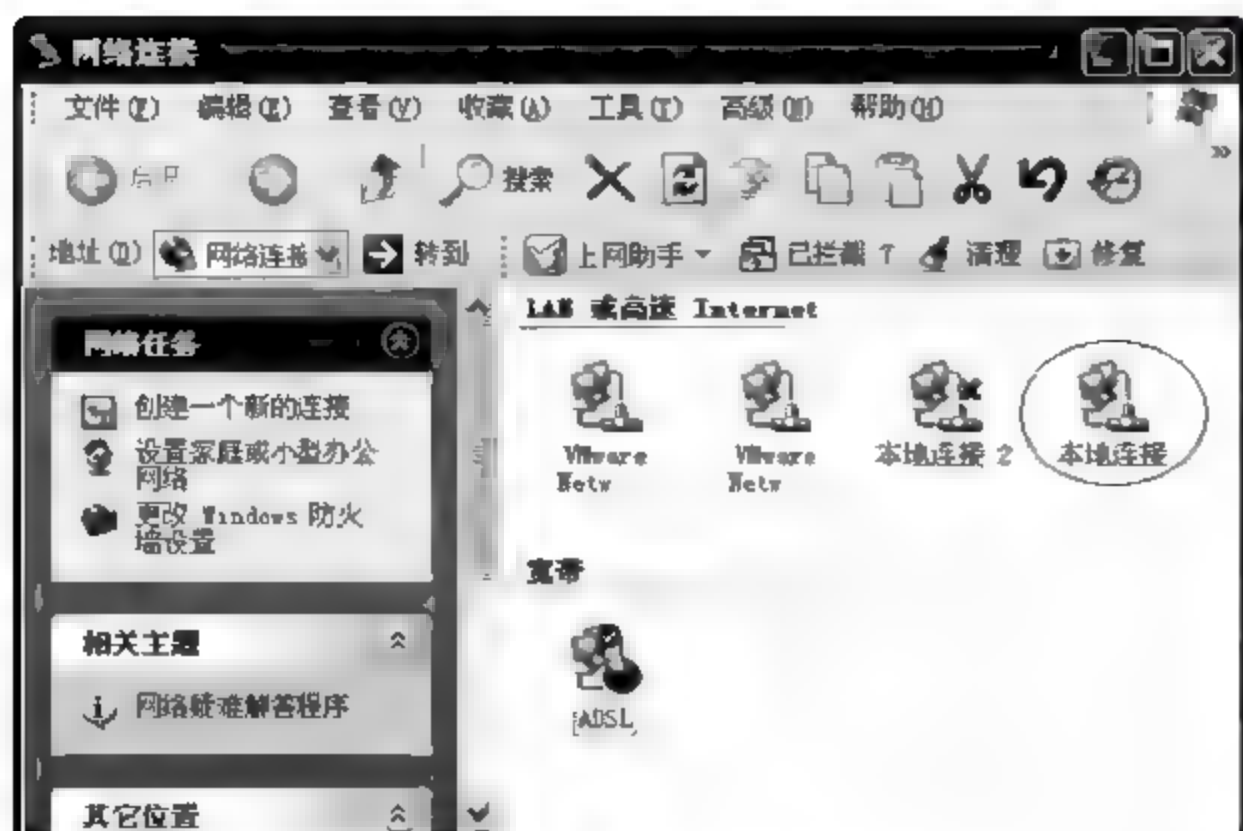 网络连接
文件(F) 编辑(E) 查看(V) 收藏(A) 工具(T) 高级(N) 帮助(H)
搜索
地址(D) 网络连接 转到 上网助手 已拦截 7 清理 修复
网络任务
创建一个新的连接
设置家庭或小型办公
网络
更改 Windows 防火
墙设置
相关主题
网络疑难解答程序
其它位置
LAN 或高速 Internet
VMware
Netw
VMware
Netw
本地连接 2
本地连接
宽带
ADSL